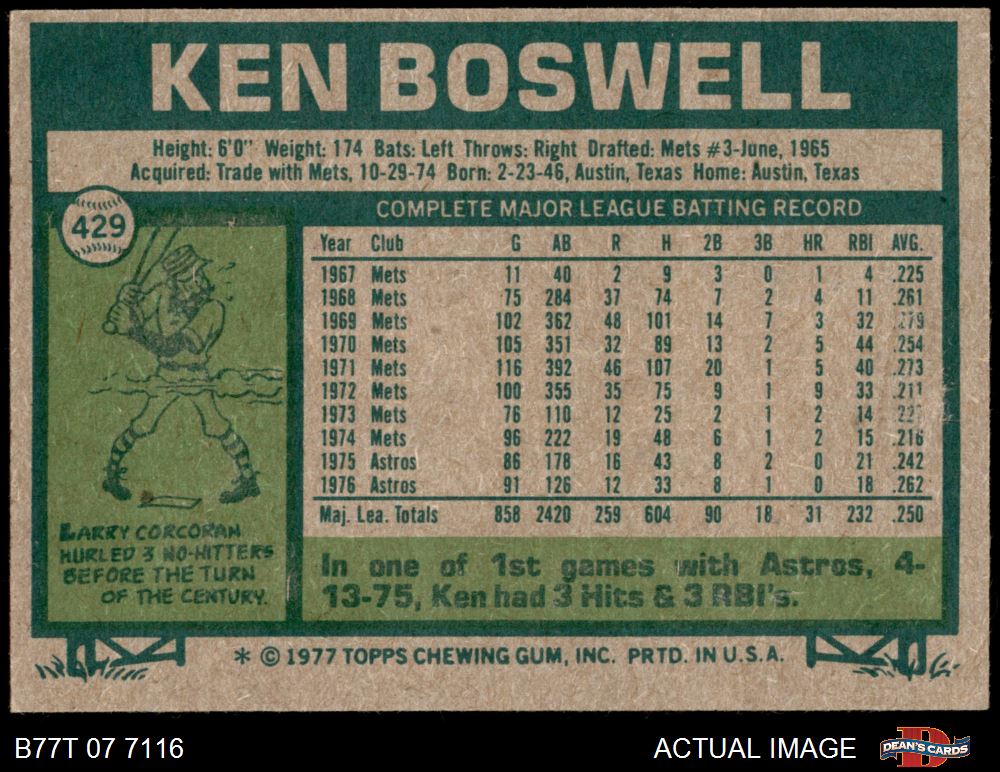 KEN BOSWELL
Height: 6'0" Weight: 174 Bats: Left Throws: Right Drafted: Mets #3-June, 1965
Acquired: Trade with Mets, 10-29-74 Born: 2-23-46, Austin, Texas Home: Austin, Texas
429
COMPLETE MAJOR LEAGUE BATTING RECORD
Year Club G AB R H 2B 3B HR RBI AVG.
1967 Mets 11 40 2 9 3 0 1 4 .225
1968 Mets 75 284 37 74 7 2 4 11 .261
1969 Mets 102 362 48 101 14 7 3 32 .279
1970 Mets 105 351 32 89 13 2 5 44 .254
1971 Mets 116 392 46 107 20 1 5 40 .273
1972 Mets 100 355 35 75 9 1 9 33 .211
1973 Mets 76 110 12 25 2 1 2 14
1974 Mets 96 222 19 48 6 1 2 15 .216
1975 Astros 86 178 16 43 8 2 0 21 .242
1976 Astros 91 126 12 33 8 1 0 18 .262
Maj. Lea. Totals 858 2420 259 604 90 18 31 232 .250
LARRY CORCORAN
HURLED 3 NO-HITTERS
BEFORE THE TURN
OF THE CENTURY.
In one of 1st games with Astros, 4-
13-75, Ken had 3 Hits & 3 RBI's.
* © 1977 TOPPS CHEWING GUM, INC. PRTD. IN U.S.A.
B77T 07 7116
ACTUAL IMAGE
DEAN'S CARDS